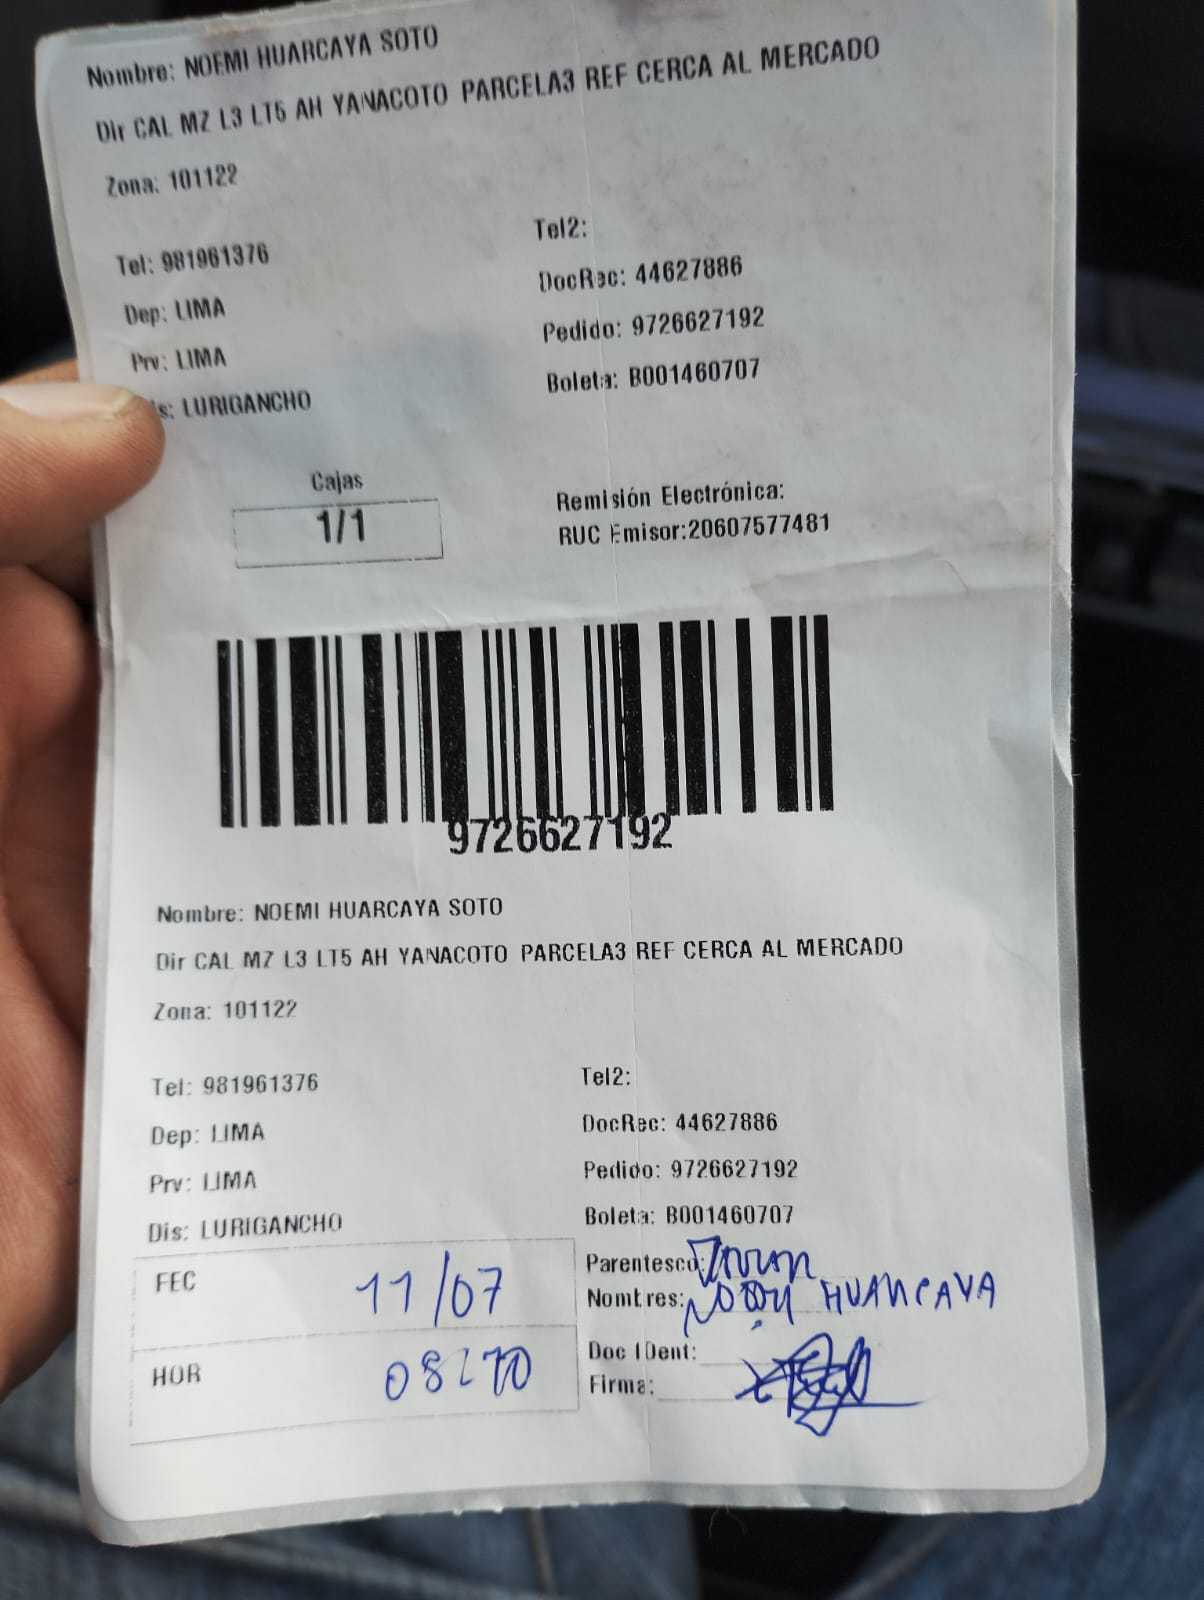 Nombre: NOEMI HUARCAYA SOTO
Dir CAL MZ L3 LT5 AH YANACOTO PARCELA3 REF CERCA AL MERCADO
Zona: 101122
Tel: 981961376
Tel2:
Dep: LIMA
DocRec: 44627886
Prv: LIMA
Pedido: 9726627192
s: LURIGANCHO
Boleta: B001460707
Cajas
1/1
Remisión Electrónica:
RUC Emisor:20607577481
9726627192
Nombre: NOEMI HUARCAYA SOTO
Dir CAL MZ L3 LT5 AH YANACOTO PARCELA3 REF CERCA AL MERCADO
Zona: 101122
Tel: 981961376
Tel2:
Dep: LIMA
DocRec: 44627886
Prv: LIMA
Pedido: 9726627192
Dis: LURIGANCHO
Boleta: B001460707
FEC 11/07
Parentesco:
Nombres: HUARCAYA
HOR 08:10
Doc IDent:
Firma: